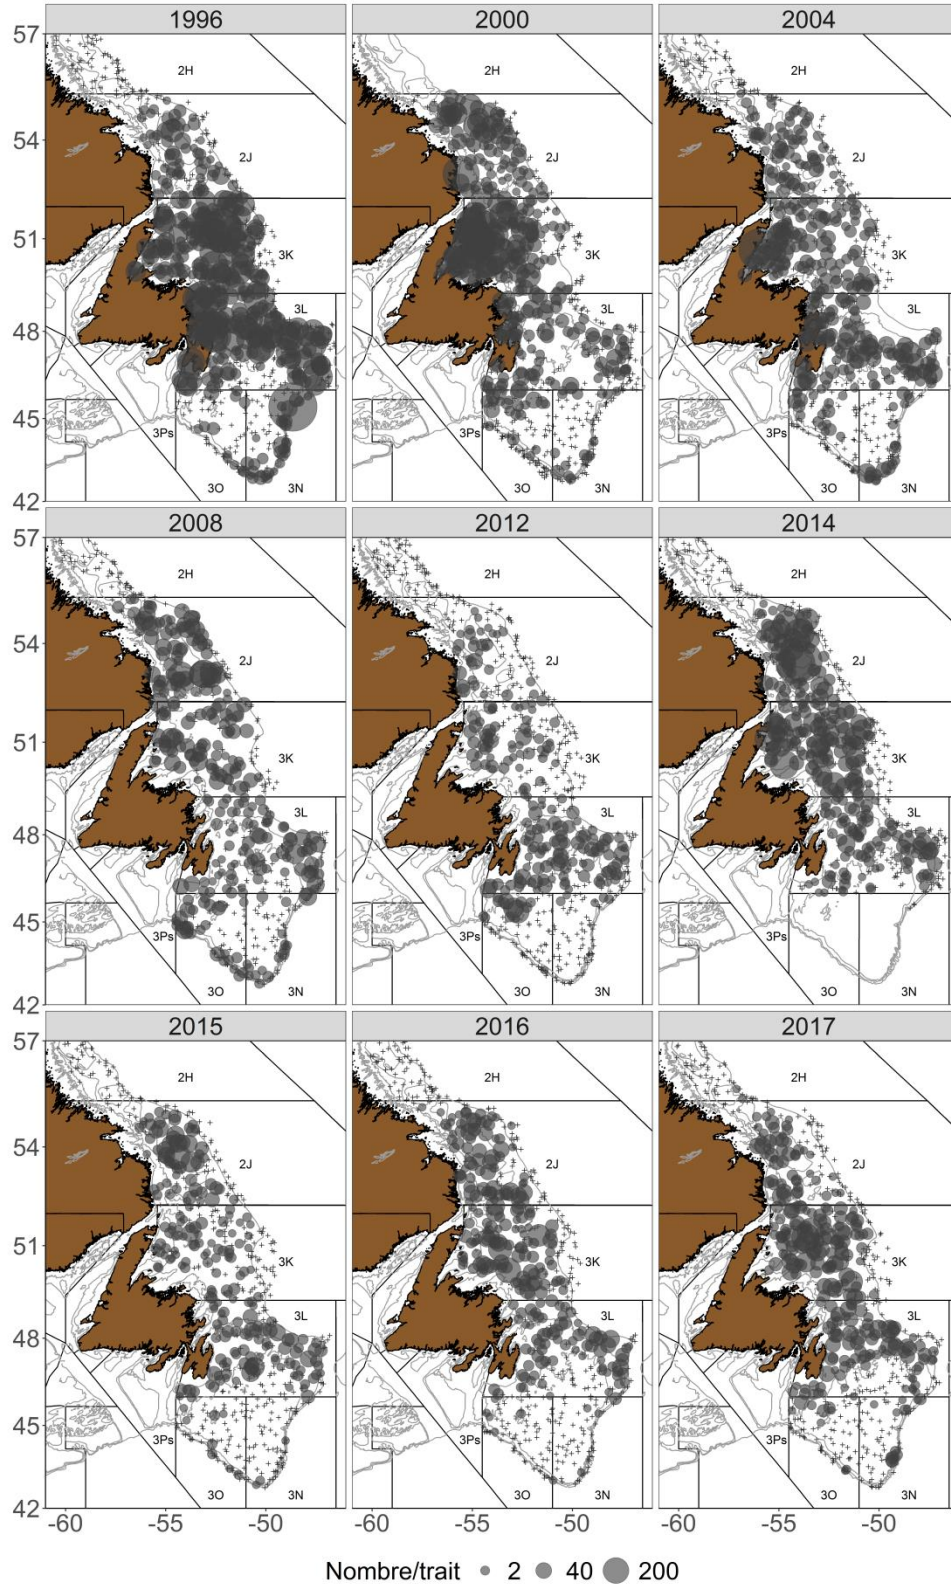 1996 2000 2004
57 2H 2H 2H
54 2J 2J 2J
51 3K 3K 3K
3L 3L 3L
48
45 3Ps 3Ps 3Ps
42 3O 3N 3O 3N 3O 3N
2008 2012 2014
57 2H 2H 2H
54 2J 2J 2J
51 3K 3K 3K
3L 3L 3L
48
45 3Ps 3Ps 3Ps
42 3O 3N 3O 3N 3O 3N
2015 2016 2017
57 2H 2H 2H
54 2J 2J 2J
51 3K 3K 3K
3L 3L 3L
48
45 3Ps 3Ps 3Ps
42 3O 3N 3O 3N 3O 3N
-60 -55 -50 -60 -55 -50 -60 -55 -50
Nombre/trait 2 40 200